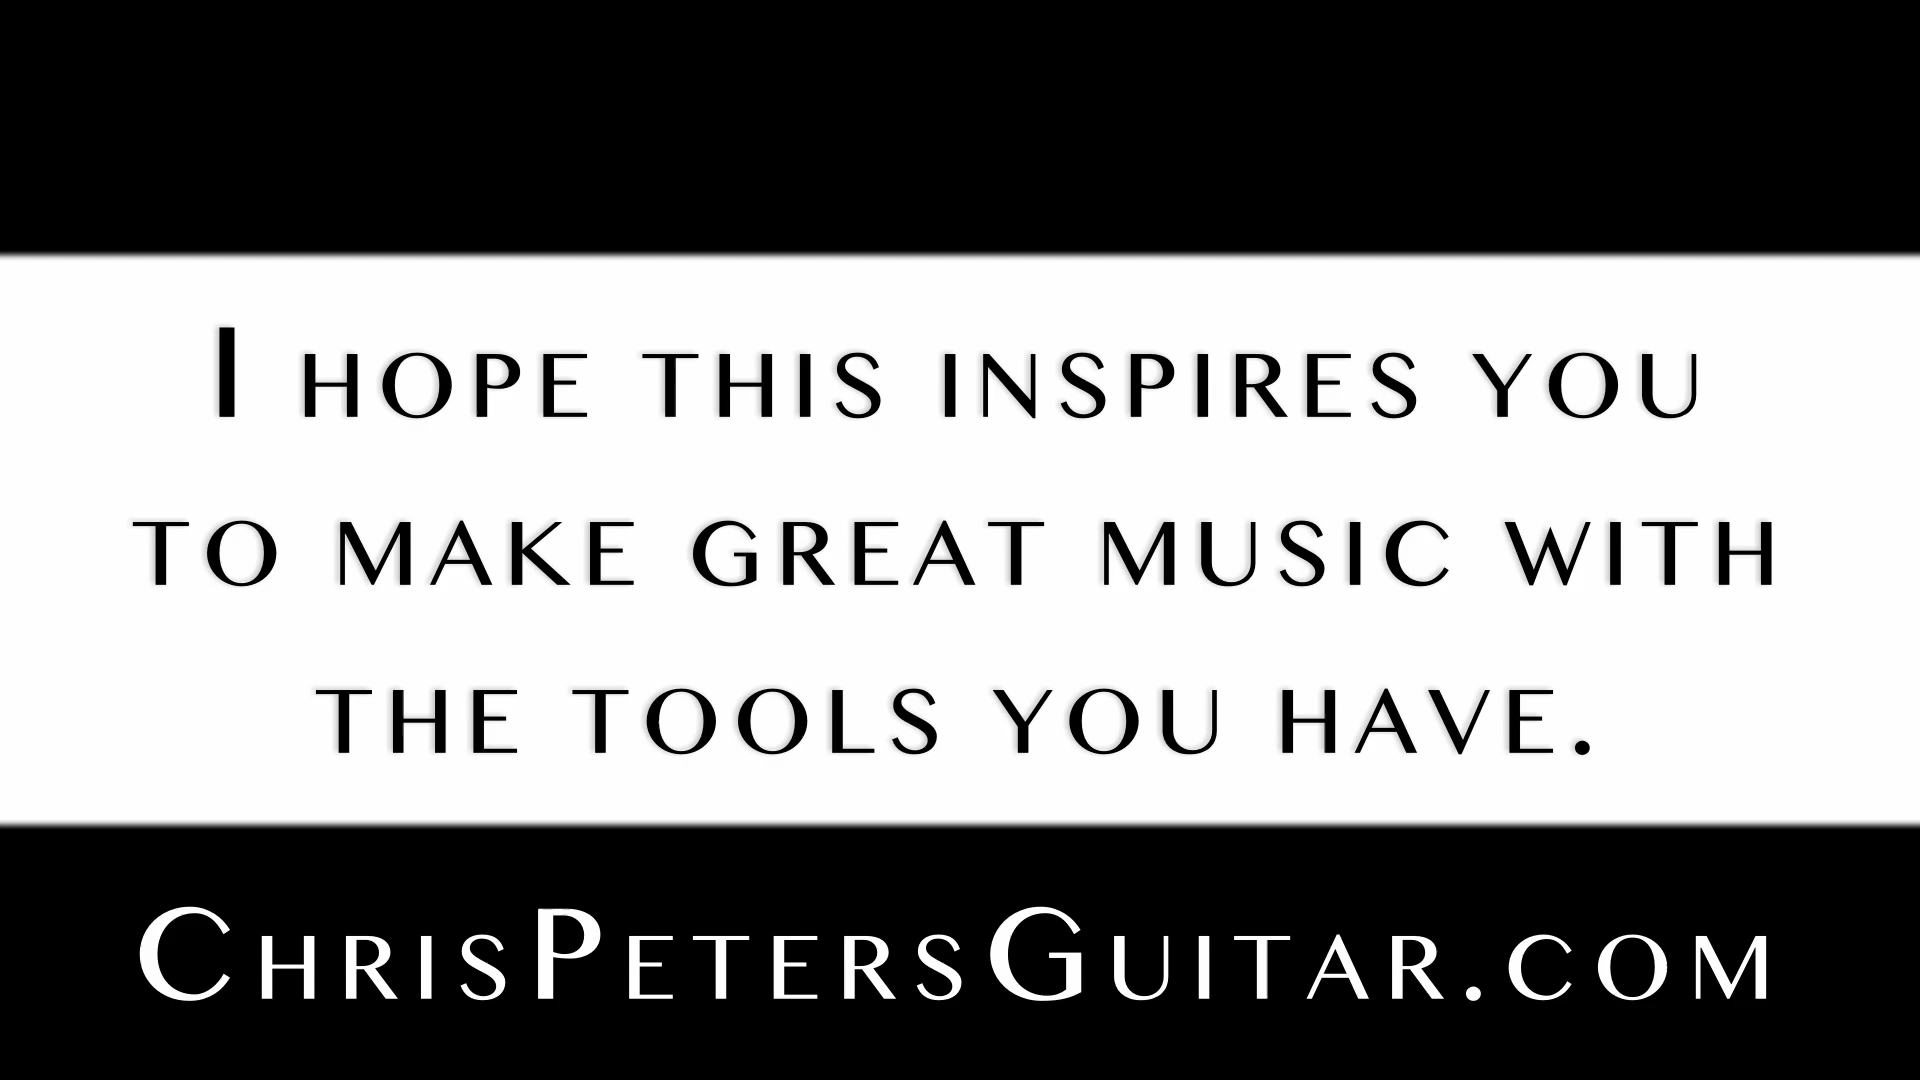 I hope this inspires you
to make great music with
the tools you have.
ChrisPetersGuitar.com